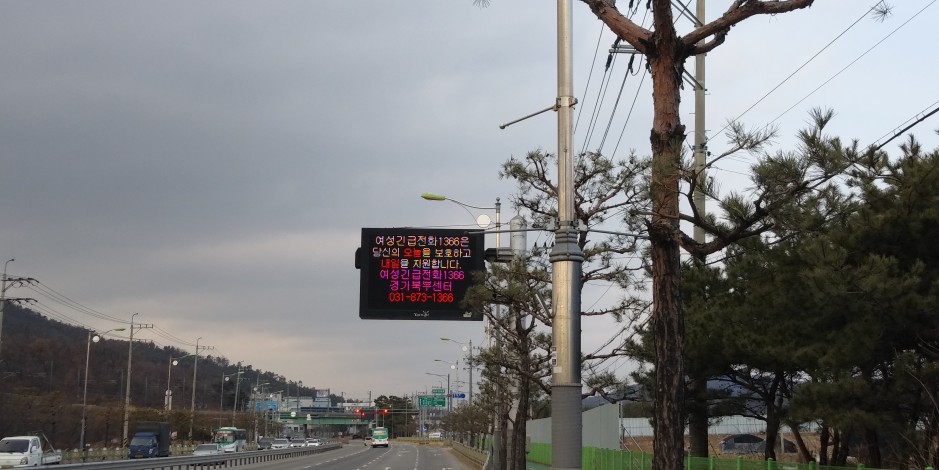 여성긴급전화1366은
당신의 오늘을 보호하고
내일을 지원합니다.
여성긴급전화1366
경기북부센터
031-873-1366